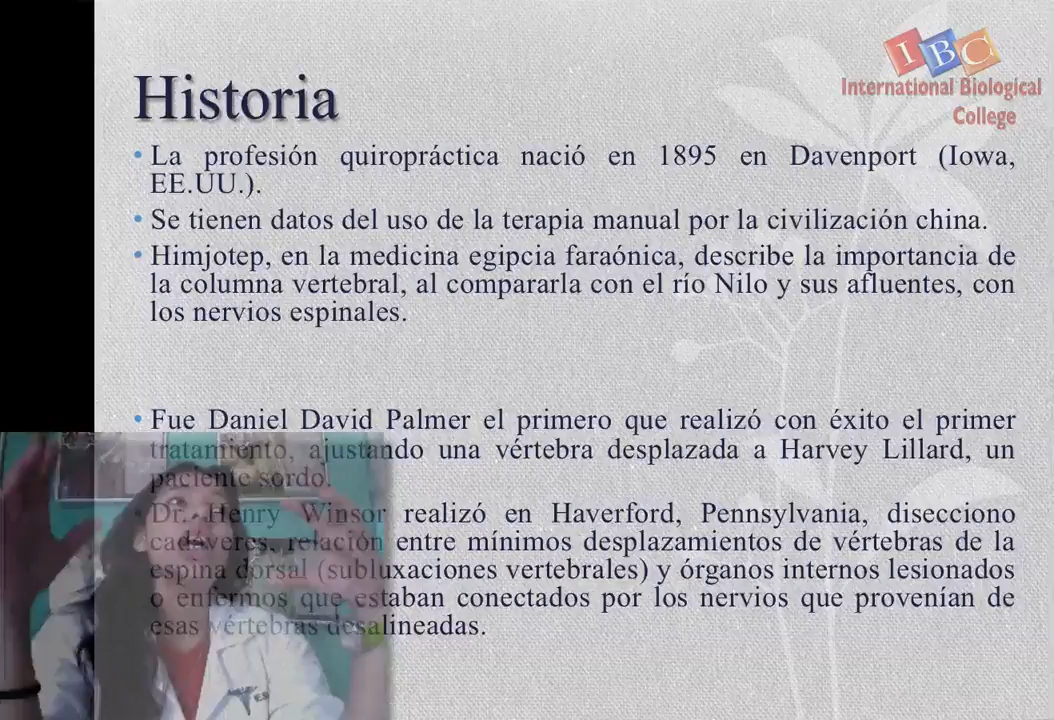 IBC
International Biological
College
Historia
• La profesión quiropráctica nació en 1895 en Davenport (Iowa,
EE.UU.).
• Se tienen datos del uso de la terapia manual por la civilización china.
• Himjotep, en la medicina egipcia faraónica, describe la importancia de
la columna vertebral, al compararla con el río Nilo y sus afluentes, con
los nervios espinales.
• Fue Daniel David Palmer el primero que realizó con éxito el primer
tratamiento, ajustando una vértebra desplazada a Harvey Lillard, un
paciente sordo.
• Dr. Henry Winsor realizó en Haverford, Pennsylvania, disecciono
cadáveres, relación entre mínimos desplazamientos de vértebras de la
espina dorsal (subluxaciones vertebrales) y órganos internos lesionados
o enfermos que estaban conectados por los nervios que provenían de
esas vértebras desalineadas.